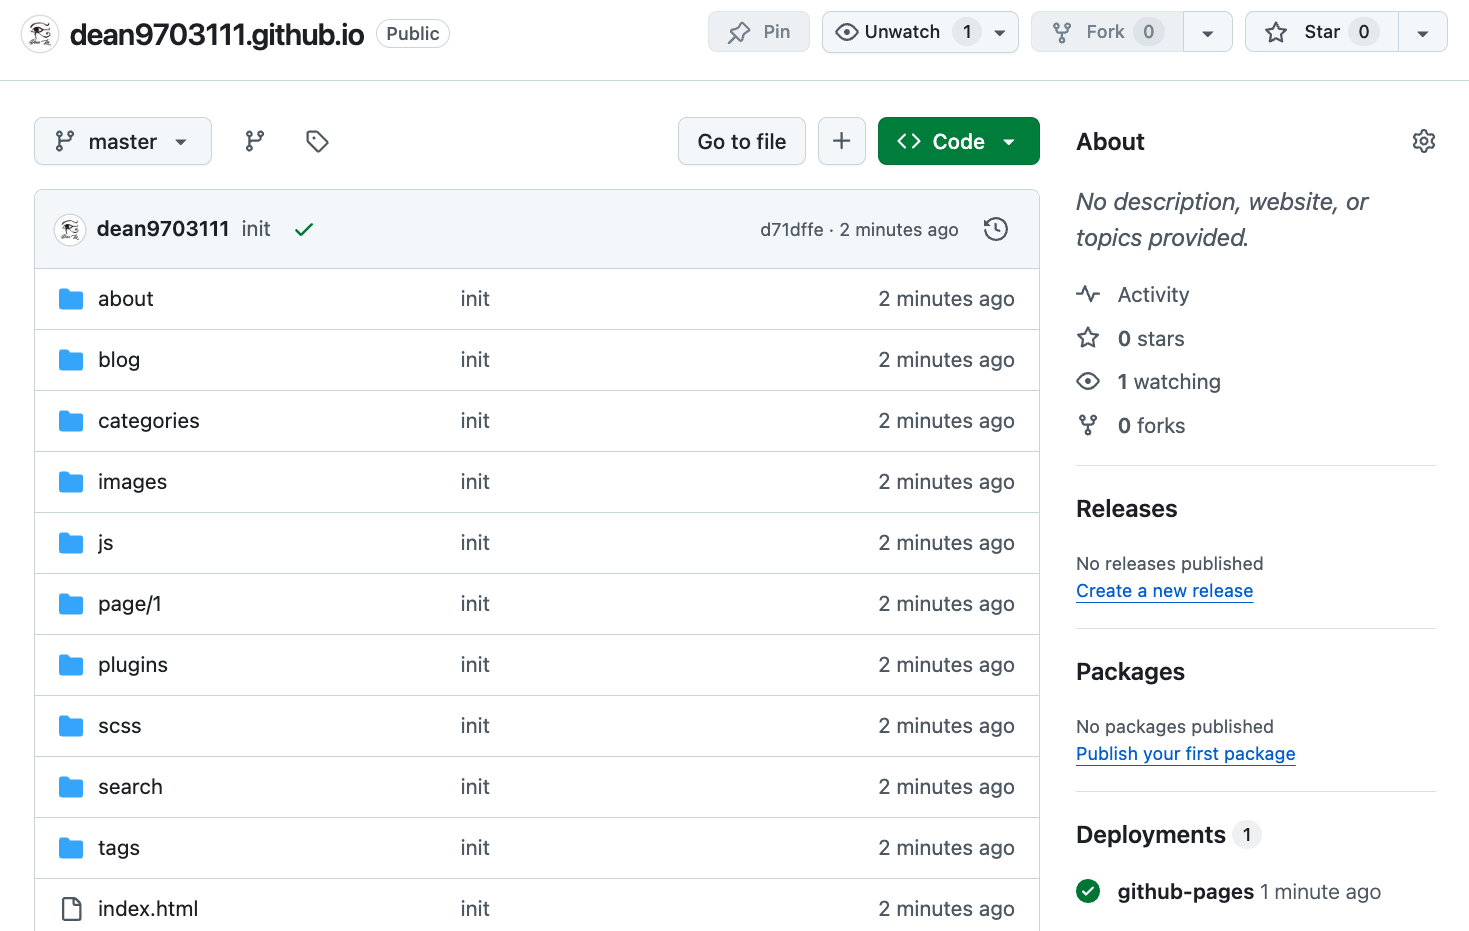 dean9703111.github.io Public
Pin
Unwatch 1
Fork 0
Star 0
master
Go to file
Code
dean9703111 init
d71dffe · 2 minutes ago
about init 2 minutes ago
blog init 2 minutes ago
categories init 2 minutes ago
images init 2 minutes ago
js init 2 minutes ago
page/1 init 2 minutes ago
plugins init 2 minutes ago
scss init 2 minutes ago
search init 2 minutes ago
tags init 2 minutes ago
index.html init 2 minutes ago
About
No description, website, or
topics provided.
Activity
0 stars
1 watching
0 forks
Releases
No releases published
Create a new release
Packages
No packages published
Publish your first package
Deployments 1
github-pages 1 minute ago